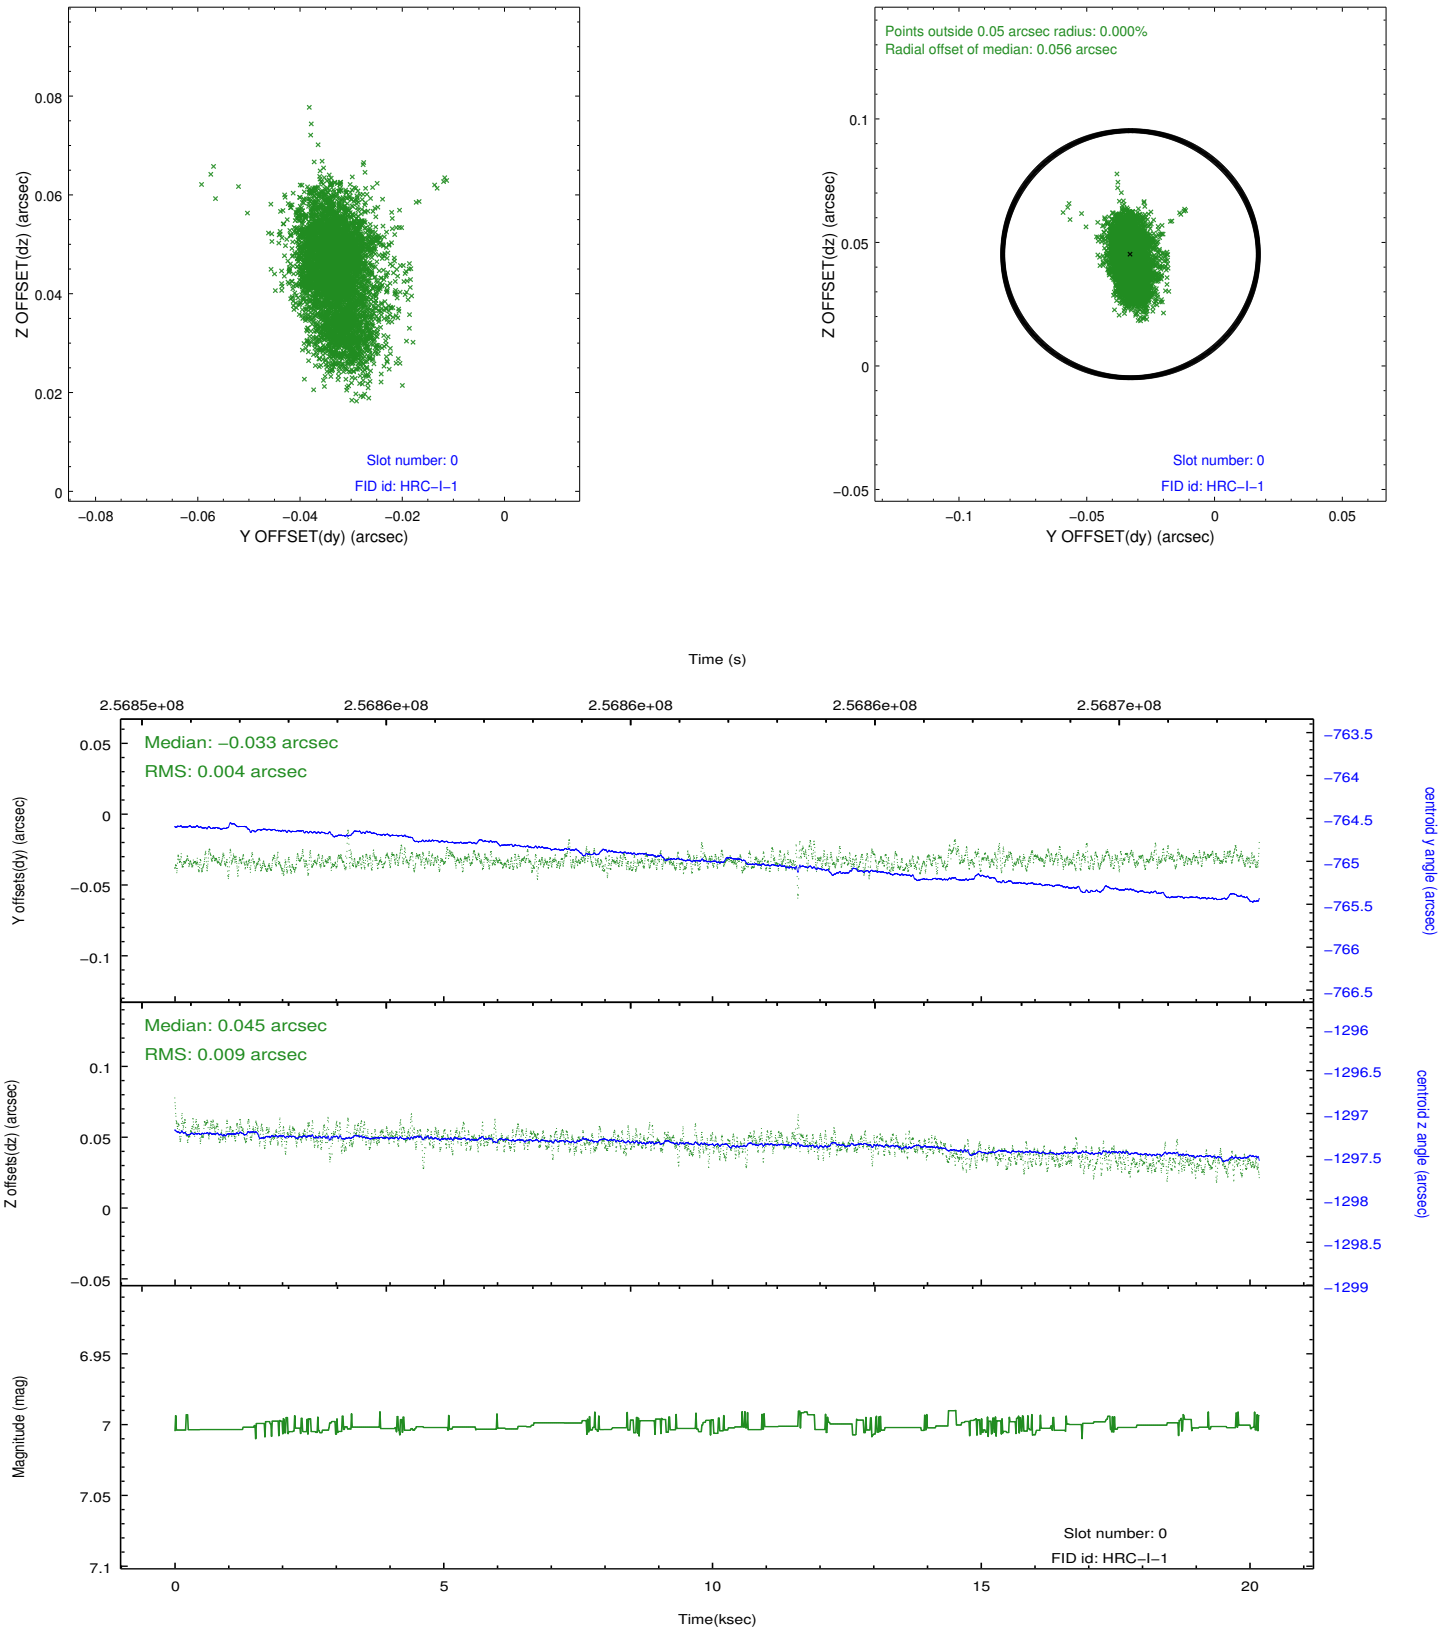 0.08
0.06
0.04
0.02
0
−0.08
−0.06
−0.04
−0.02
0
Z OFFSET(dz) (arcsec)
Y OFFSET(dy) (arcsec)
Slot number: 0
FID id: HRC−I−1
Points outside 0.05 arcsec radius: 0.000%
Radial offset of median: 0.056 arcsec
0.1
0.05
0
−0.05
−0.1
−0.05
0
0.05
Z OFFSET(dz) (arcsec)
Y OFFSET(dy) (arcsec)
Slot number: 0
FID id: HRC−I−1
Time (s)
2.5685e+08
2.5686e+08
2.5686e+08
2.5686e+08
2.5687e+08
Median: −0.033 arcsec
RMS: 0.004 arcsec
0.05
0
−0.05
−0.1
Y offsets(dy) (arcsec)
−763.5
−764
−764.5
−765
−765.5
−766
−766.5
centroid y angle (arcsec)
Median: 0.045 arcsec
RMS: 0.009 arcsec
0.1
0.05
0
−0.05
Z offsets(dz) (arcsec)
−1296
−1296.5
−1297
−1297.5
−1298
−1298.5
−1299
centroid z angle (arcsec)
6.95
7
7.05
7.1
Magnitude (mag)
Slot number: 0
FID id: HRC−I−1
0
5
10
15
20
Time(ksec)